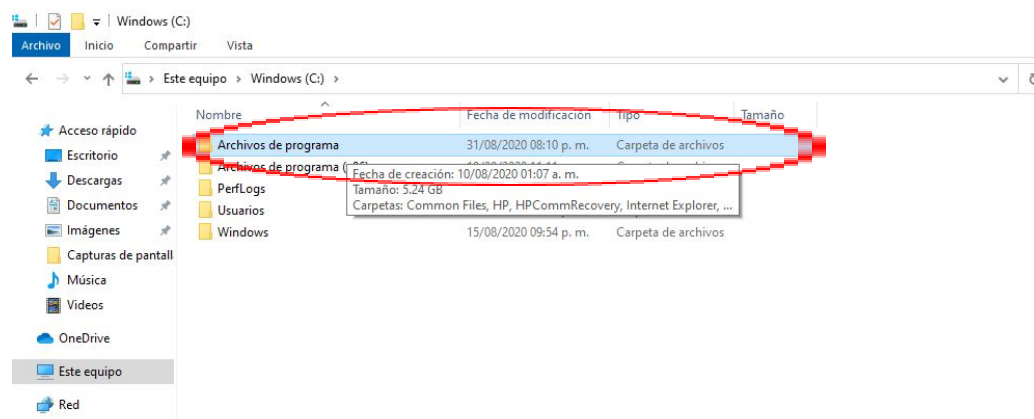 Windows (C:)
Archivo Inicio Compartir Vista
Este equipo Windows (C:)
Nombre Fecha de modificación Tipo Tamaño
Acceso rápido
Escritorio
Descargas
Documentos
Imágenes
Capturas de pantall
Música
Videos
OneDrive
Este equipo
Red
Archivos de programa 31/08/2020 08:10 p. m. Carpeta de archivos
Archivos de programa (
PerfLogs
Usuarios
Windows 15/08/2020 09:54 p. m. Carpeta de archivos
Fecha de creación: 10/08/2020 01:07 a. m.
Tamaño: 5.24 GB
Carpetas: Common Files, HP, HPCommRecovery, Internet Explorer, ...